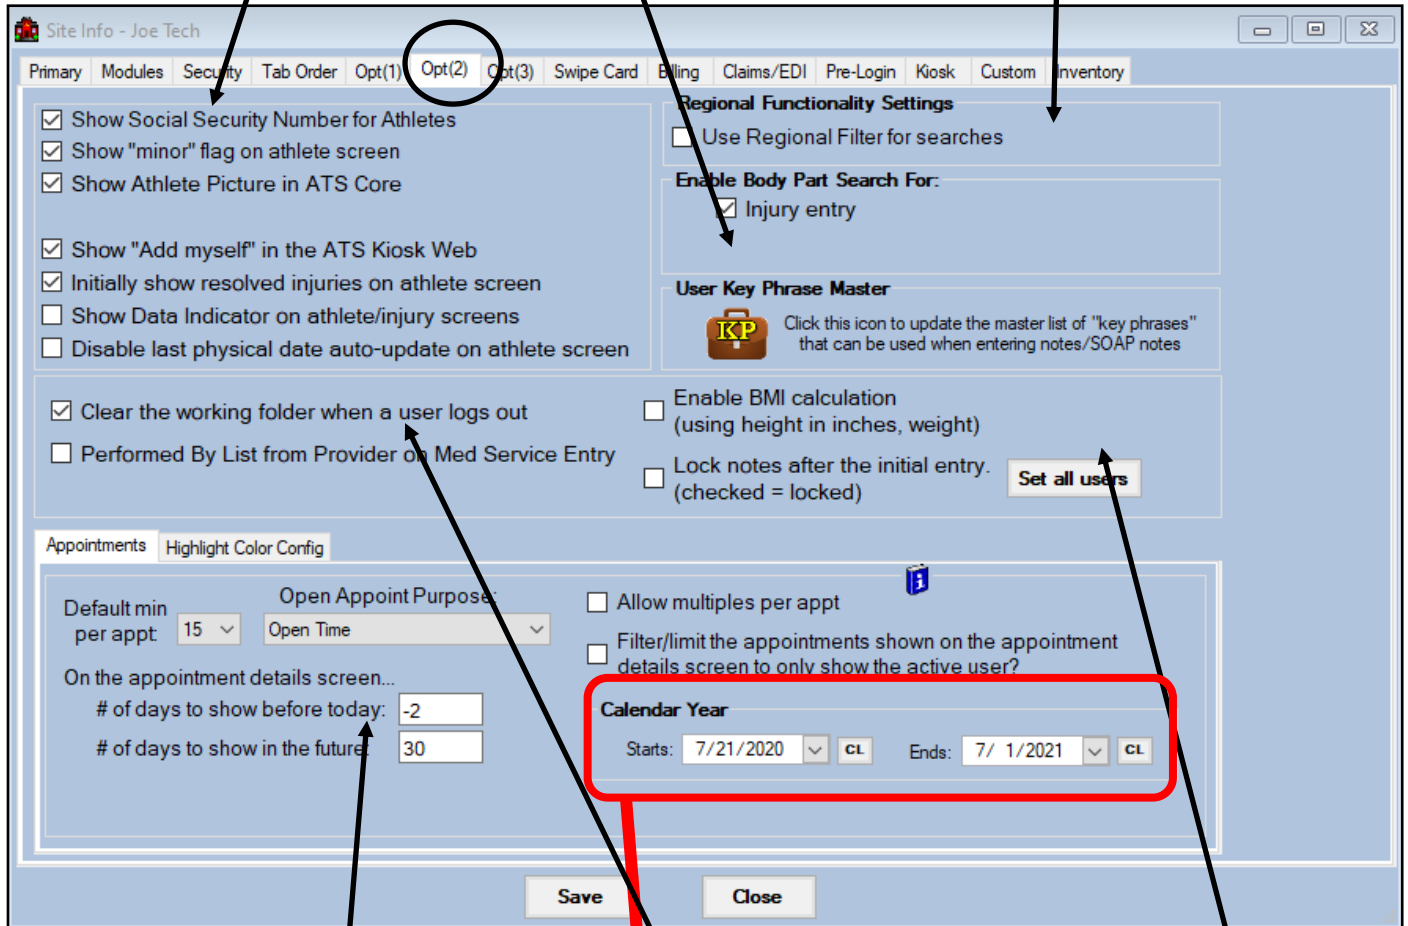 Site Info - Joe Tech
Primary Modules Security Tab Order Opt(1) Opt(2) Opt(3) Swipe Card Billing Claims/EDI Pre-Login Kiosk Custom Inventory
Show Social Security Number for Athletes
Show "minor" flag on athlete screen
Show Athlete Picture in ATS Core
Show "Add myself" in the ATS Kiosk Web
Initially show resolved injuries on athlete screen
Show Data Indicator on athlete/injury screens
Disable last physical date auto-update on athlete screen
Regional Functionality Settings
Use Regional Filter for searches
Enable Body Part Search For:
Injury entry
User Key Phrase Master
KP
Click this icon to update the master list of "key phrases"
that can be used when entering notes/SOAP notes
Clear the working folder when a user logs out
Performed By List from Provider on Med Service Entry
Enable BMI calculation
(using height in inches, weight)
Lock notes after the initial entry.
(checked = locked)
Set all users
Appointments Highlight Color Config
Default min
per appt: 15
Open Appoint Purpose:
Open Time
On the appointment details screen...
# of days to show before today: -2
# of days to show in the future: 30
Allow multiples per appt
Filter/limit the appointments shown on the appointment
details screen to only show the active user?
Calendar Year
Starts: 7/21/2020 CL Ends: 7/ 1/2021 CL
Save Close